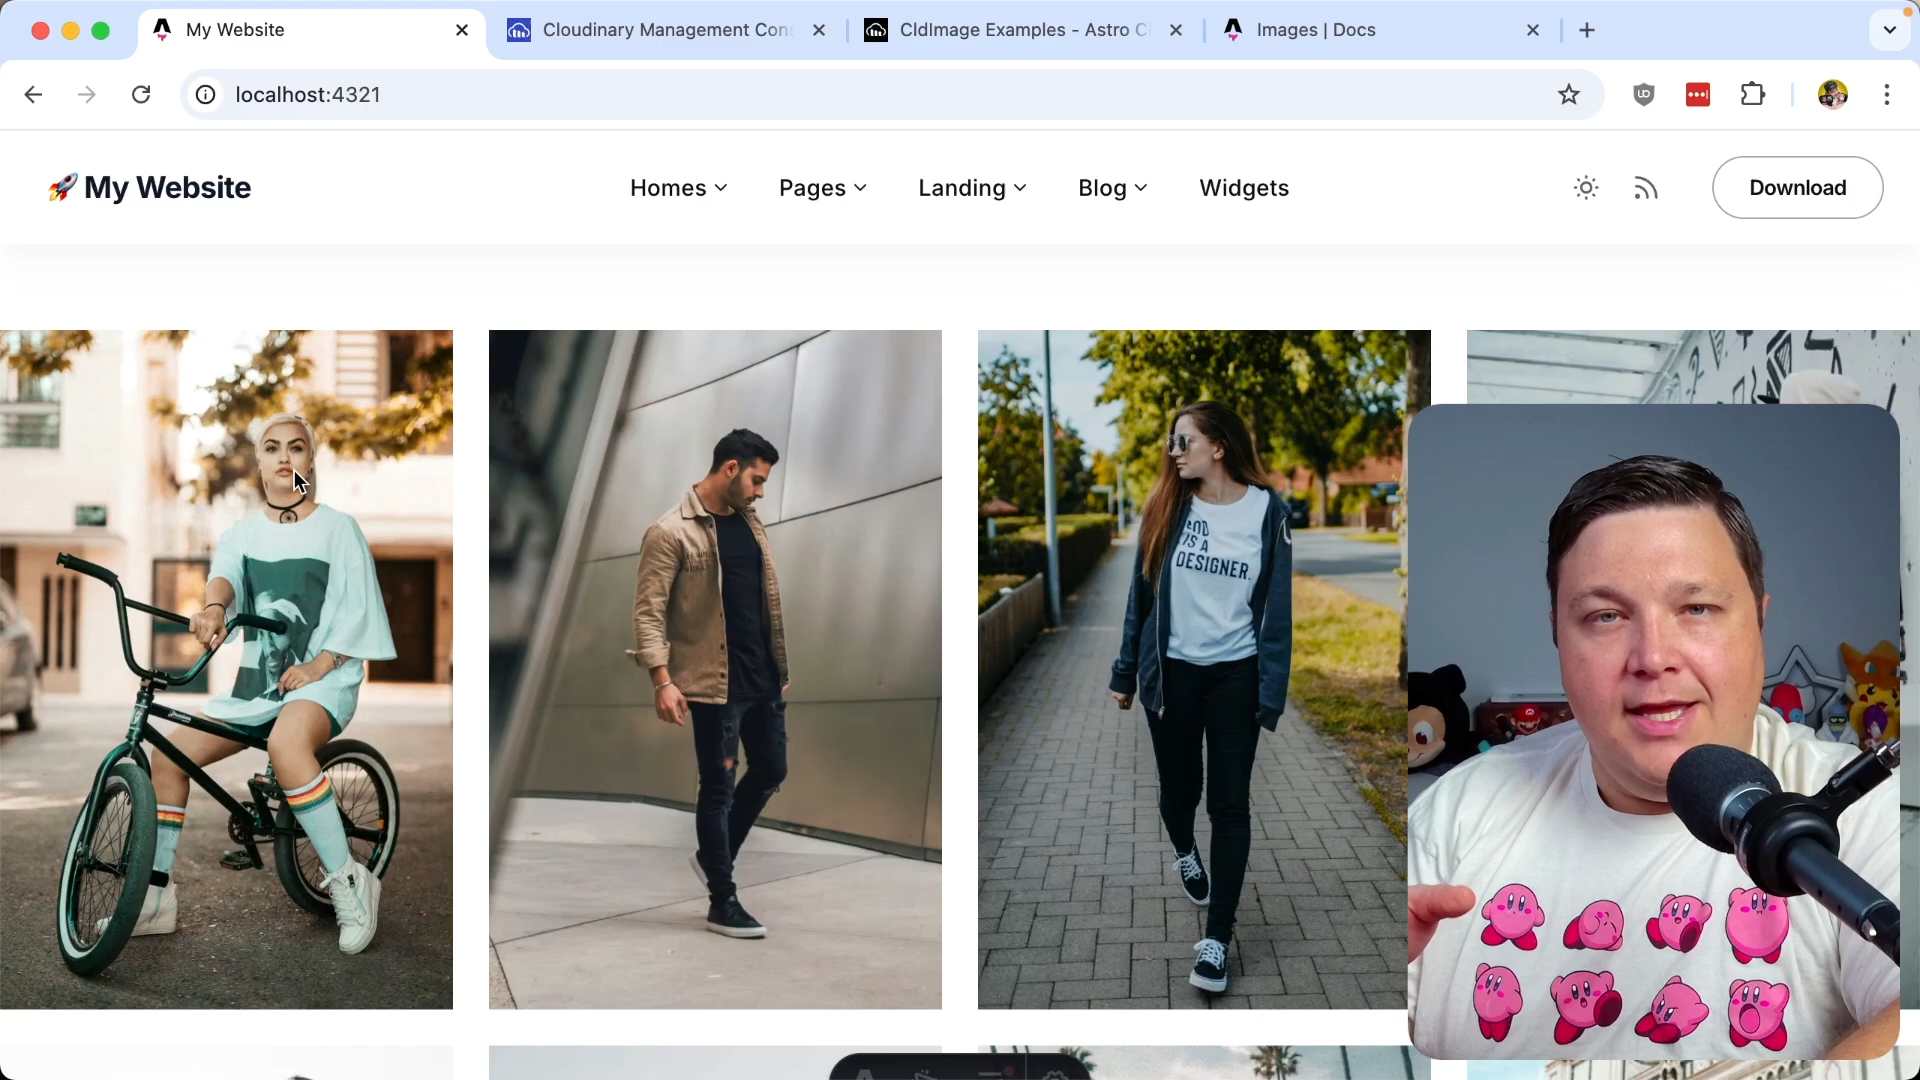 My Website
Cloudinary Management Con
CldImage Examples - Astro C
Images | Docs
localhost:4321
My Website
Homes
Pages
Landing
Blog
Widgets
Download
IS A
DESIGNER.